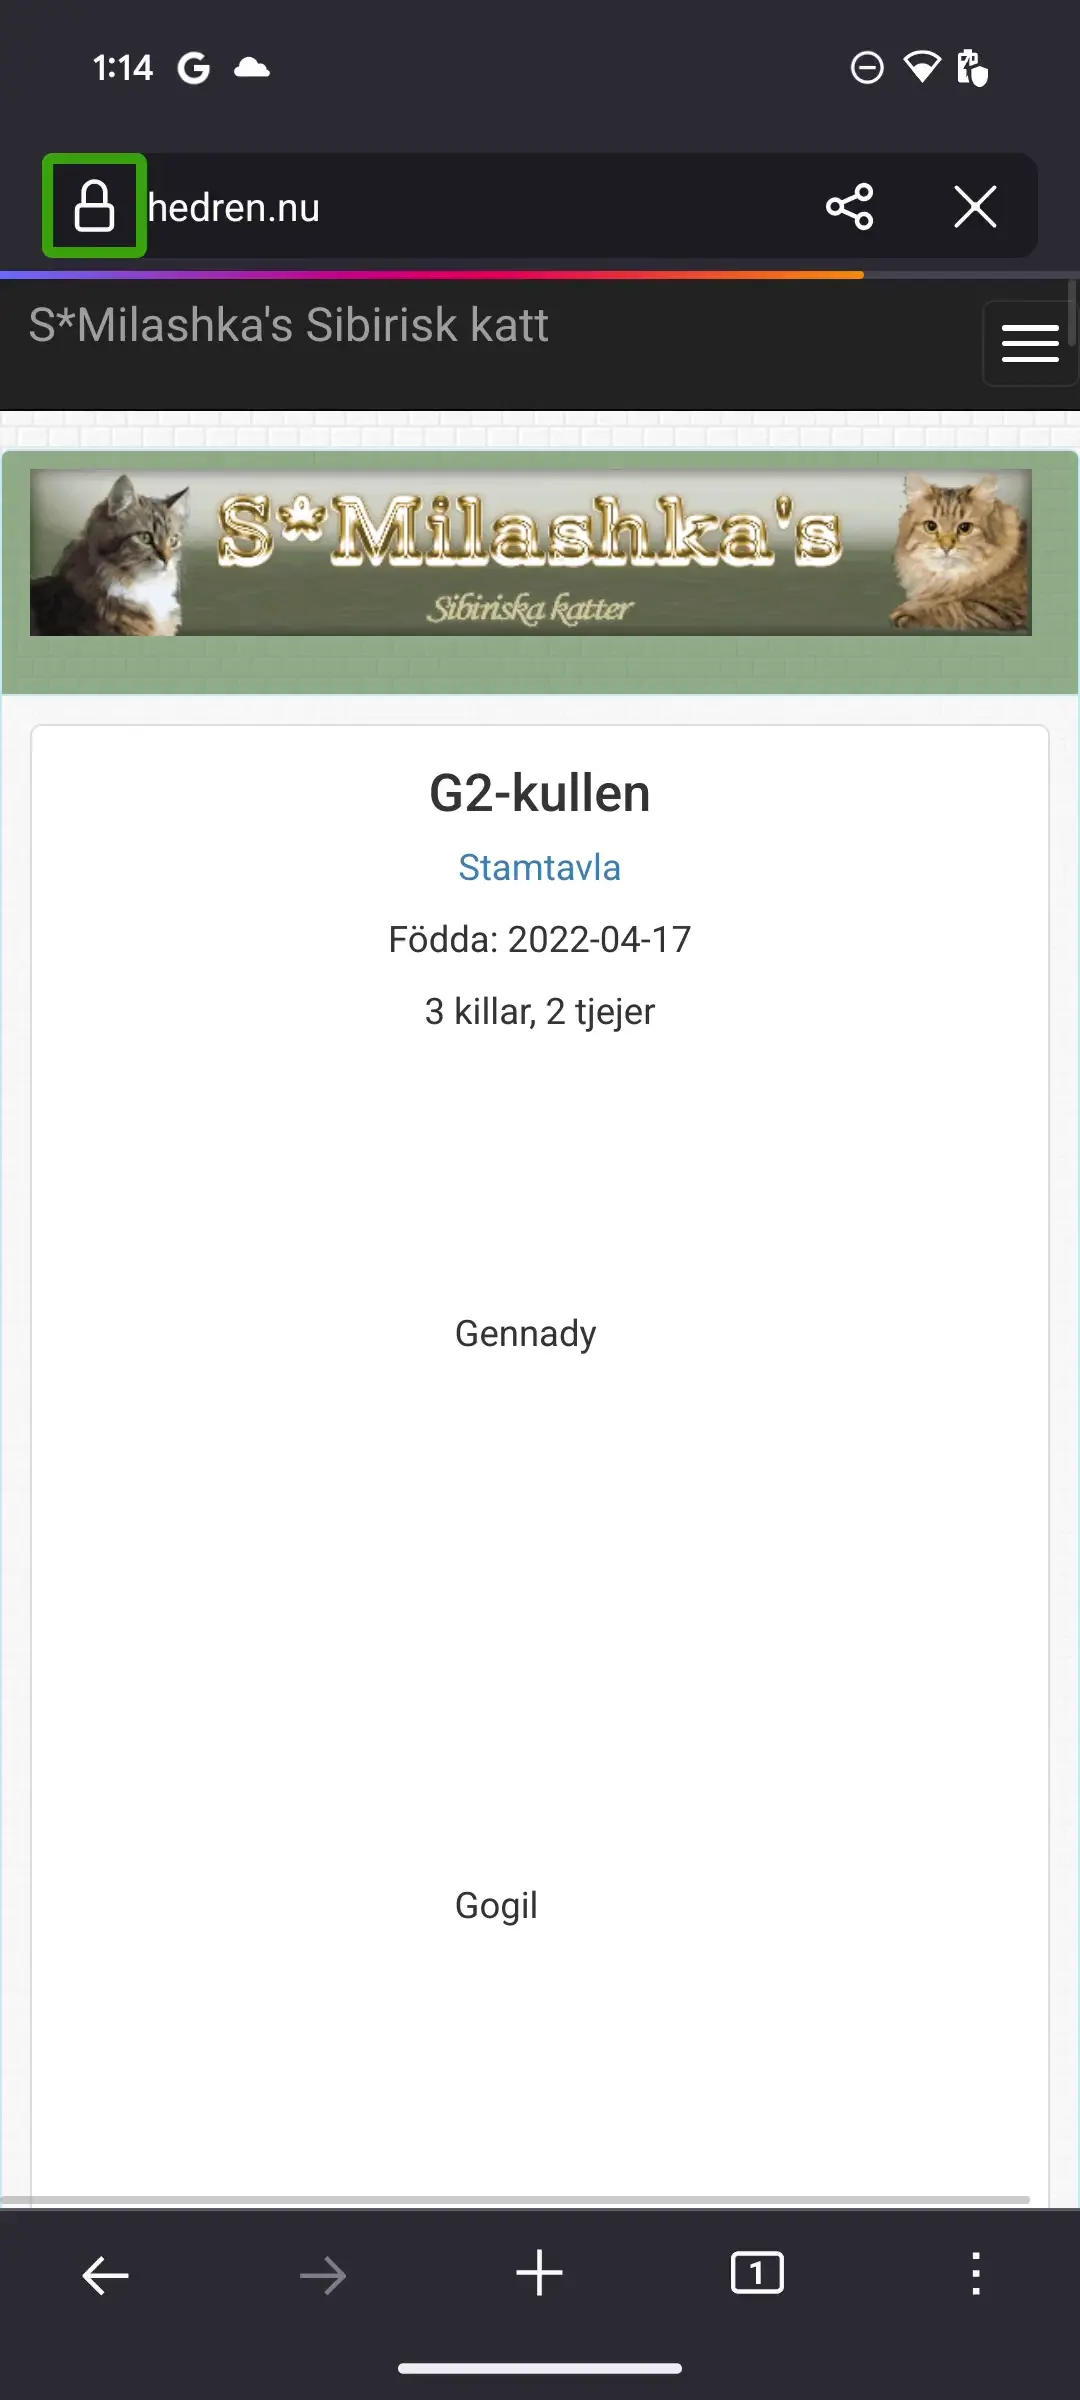 1:14
hedren.nu
S*Milashka's Sibirisk katt
S*Milashka's
Sibiriska katter
G2-kullen
Stamtavla
Födda: 2022-04-17
3 killar, 2 tjejer
Gennady
Gogil
1